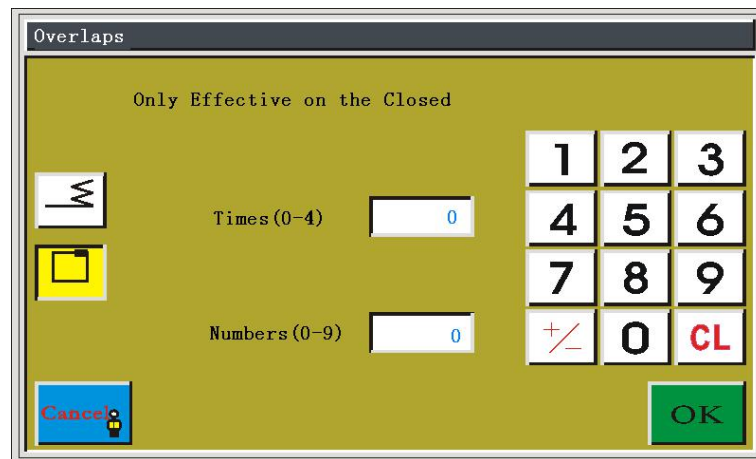 Overlaps
Only Effective on the Closed
1 2 3
Times(0-4) 0
4 5 6
7 8 9
Numbers(0-9) 0
+/- 0 CL
Cancel
OK